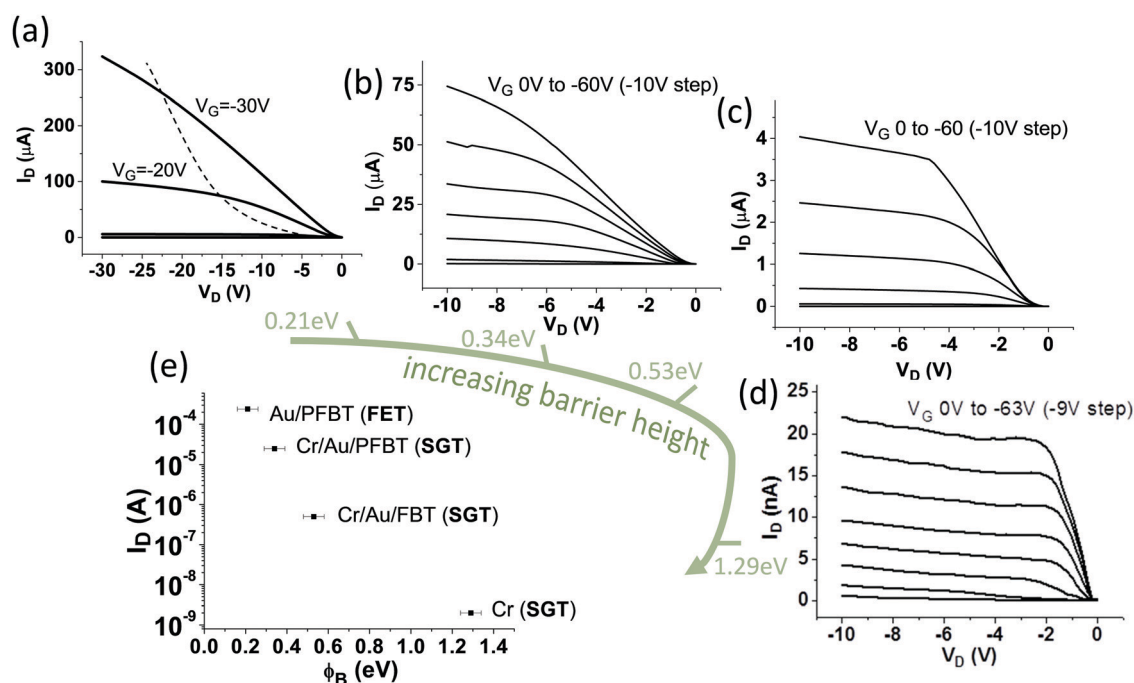 (a)
300
200
100
0
I_D (μA)
V_G=-30V
V_G=-20V
-30 -25 -20 -15 -10 -5 0
V_D (V)
(b)
V_G 0V to -60V (-10V step)
75
50
25
0
I_D (μA)
-10 -8 -6 -4 -2 0
V_D (V)
(c)
V_G 0 to -60 (-10V step)
4
3
2
1
0
I_D (μA)
-10 -8 -6 -4 -2 0
V_D (V)
0.21eV
0.34eV
0.53eV
1.29eV
increasing barrier height
(d)
V_G 0V to -63V (-9V step)
25
20
15
10
5
0
I_D (nA)
-10 -8 -6 -4 -2 0
V_D (V)
(e)
10⁻⁴
10⁻⁵
10⁻⁶
10⁻⁷
10⁻⁸
10⁻⁹
I_D (A)
Au/PFBT (FET)
Cr/Au/PFBT (SGT)
Cr/Au/FBT (SGT)
Cr (SGT)
0.0 0.2 0.4 0.6 0.8 1.0 1.2 1.4
ϕ_B (eV)